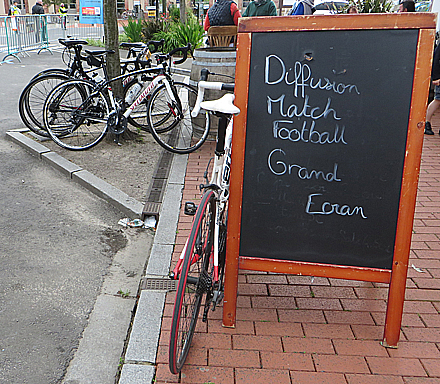 Diffusion
Match
Football
Grand
Ecran